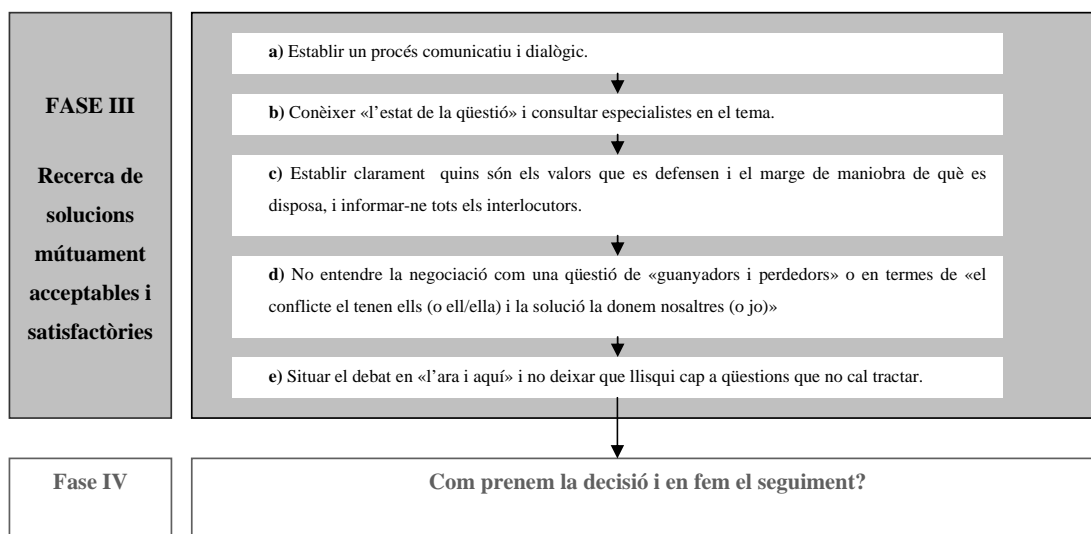 FASE III
Recerca de
solucions
mútuament
acceptables i
satisfactòries
a) Establir un procés comunicatiu i dialògic.
b) Conèixer «l’estat de la qüestió» i consultar especialistes en el tema.
c) Establir clarament quins són els valors que es defensen i el marge de maniobra de què es
disposa, i informar-ne tots els interlocutors.
d) No entendre la negociació com una qüestió de «guanyadors i perdedors» o en termes de «el
conflicte el tenen ells (o ell/ella) i la solució la donem nosaltres (o jo)»
e) Situar el debat en «l’ara i aquí» i no deixar que llisqui cap a qüestions que no cal tractar.
Fase IV
Com prenem la decisió i en fem el seguiment?